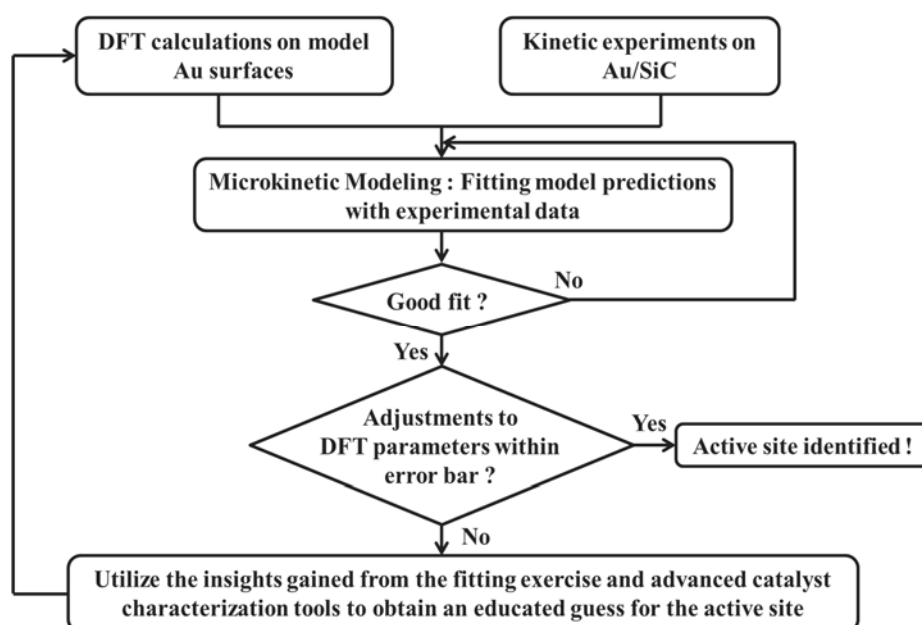 DFT calculations on model
Au surfaces
Kinetic experiments on
Au/SiC
Microkinetic Modeling : Fitting model predictions
with experimental data
Good fit ?
No
Yes
Adjustments to
DFT parameters within
error bar ?
Yes
Active site identified !
No
Utilize the insights gained from the fitting exercise and advanced catalyst
characterization tools to obtain an educated guess for the active site